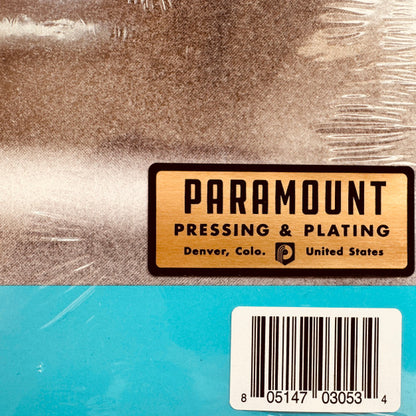 PARAMOUNT
PRESSING & PLATING
Denver, Colo. United States
8 05147 03053 4